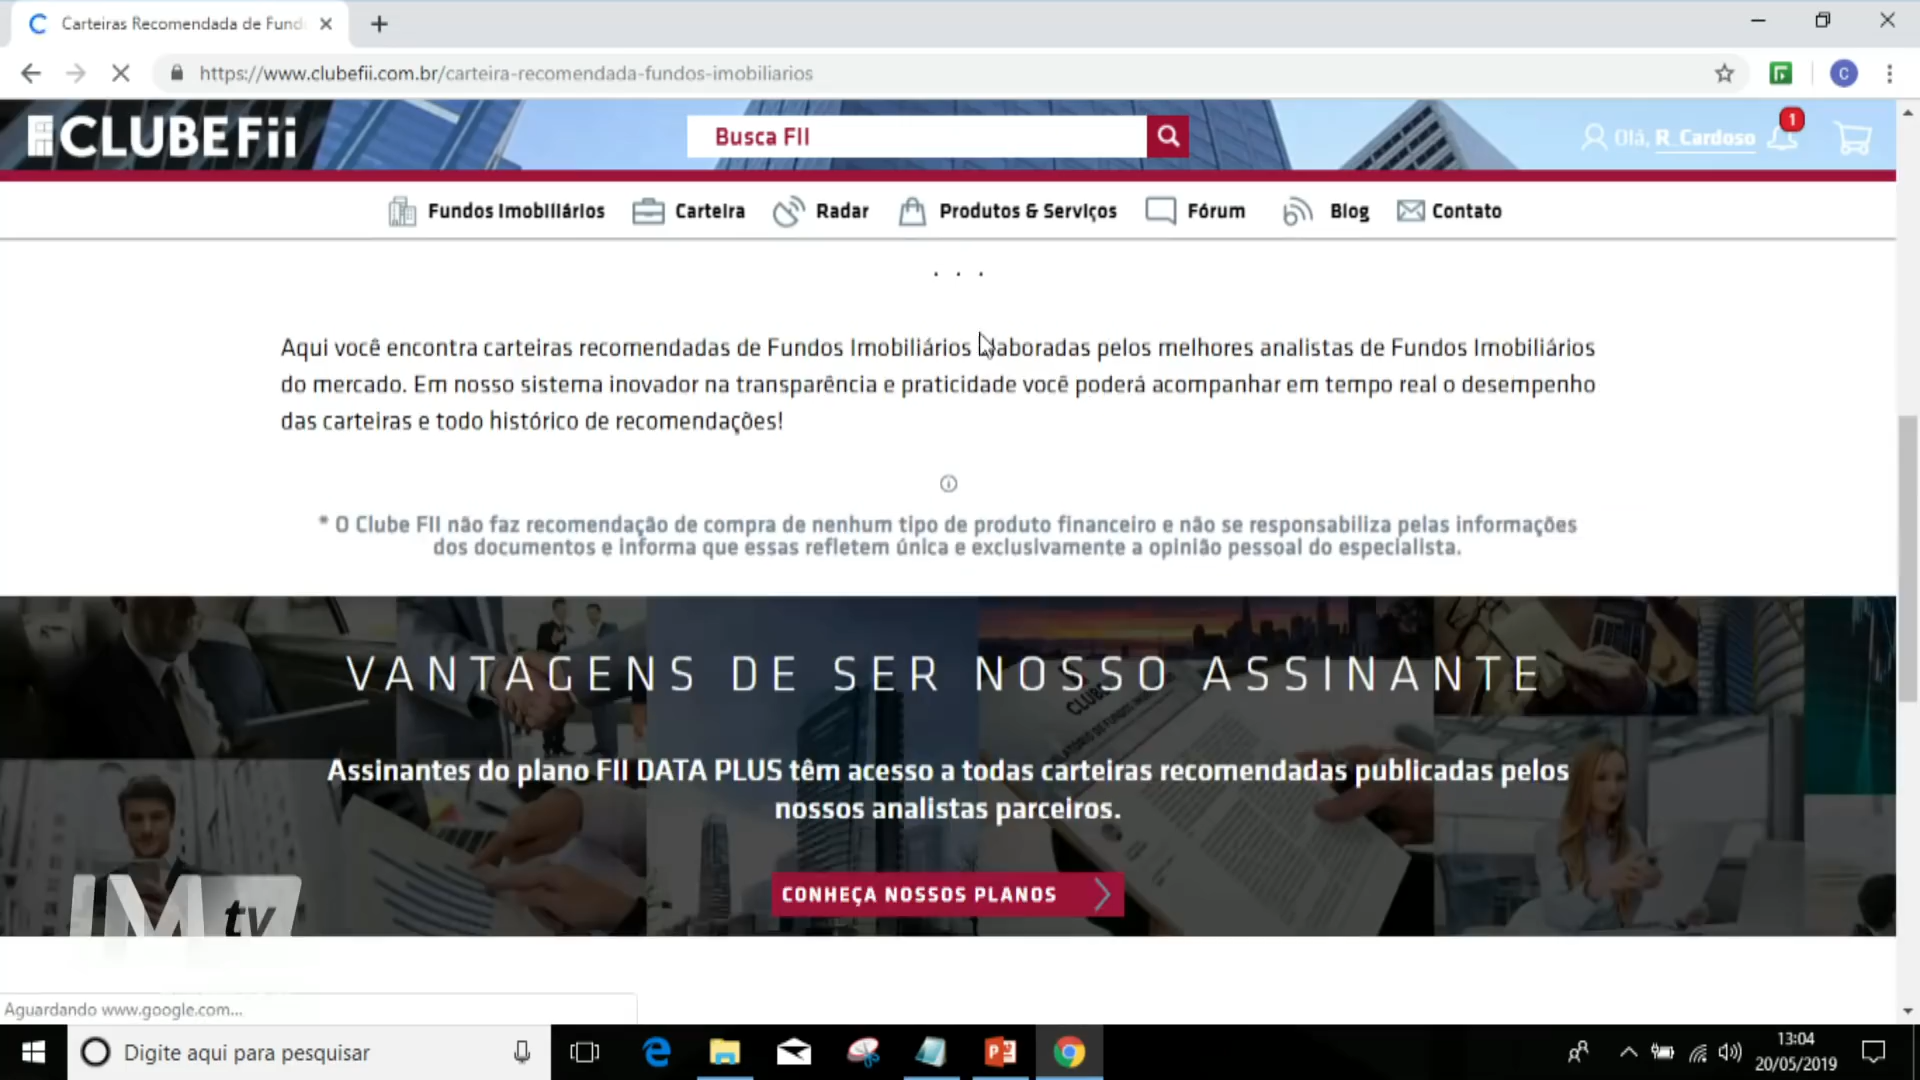 Carteiras Recomendada de Fund
https://www.clubefii.com.br/carteira-recomendada-fundos-imobiliarios
C
CLUBEFii
Busca FII
Olá, R_Cardoso
1
Fundos Imobiliários
Carteira
Radar
Produtos & Serviços
Fórum
Blog
Contato
. . .
Aqui você encontra carteiras recomendadas de Fundos Imobiliários elaboradas pelos melhores analistas de Fundos Imobiliários
do mercado. Em nosso sistema inovador na transparência e praticidade você poderá acompanhar em tempo real o desempenho
das carteiras e todo histórico de recomendações!
* O Clube FII não faz recomendação de compra de nenhum tipo de produto financeiro e não se responsabiliza pelas informações
dos documentos e informa que essas refletem única e exclusivamente a opinião pessoal do especialista.
VANTAGENS DE SER NOSSO ASSINANTE
Assinantes do plano FII DATA PLUS têm acesso a todas carteiras recomendadas publicadas pelos
nossos analistas parceiros.
CONHEÇA NOSSOS PLANOS
IM tv
Aguardando www.google.com...
Digite aqui para pesquisar
13:04
20/05/2019